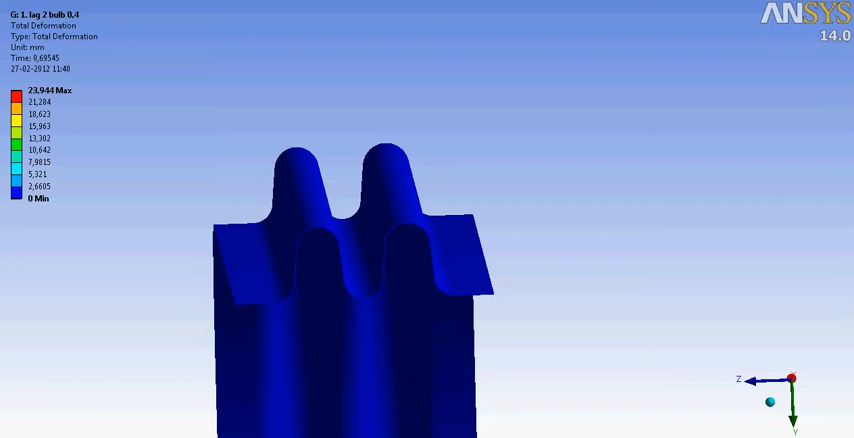 G: 1. lag 2 bulb 0,4
Total Deformation
Type: Total Deformation
Unit: mm
Time: 0,69545
27-02-2012 11:40
23,944 Max
21,284
18,623
15,963
13,302
10,642
7,9815
5,321
2,6605
0 Min
ANSYS
14.0
Z
X
Y